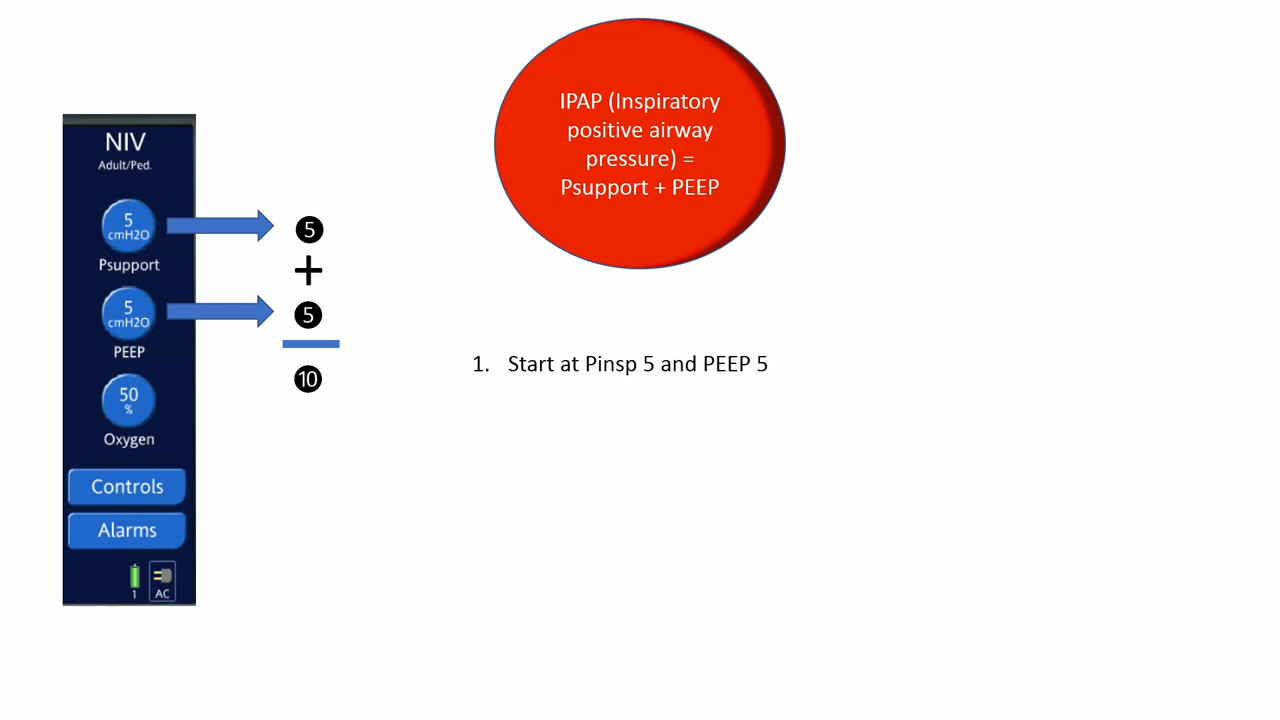 IPAP (Inspiratory
positive airway
pressure) =
Psupport + PEEP
NIV
Adult/Ped.
5
cmH2O
Psupport
5
cmH2O
PEEP
50
%
Oxygen
Controls
Alarms
1 AC
5
+
5
10
1. Start at Pinsp 5 and PEEP 5